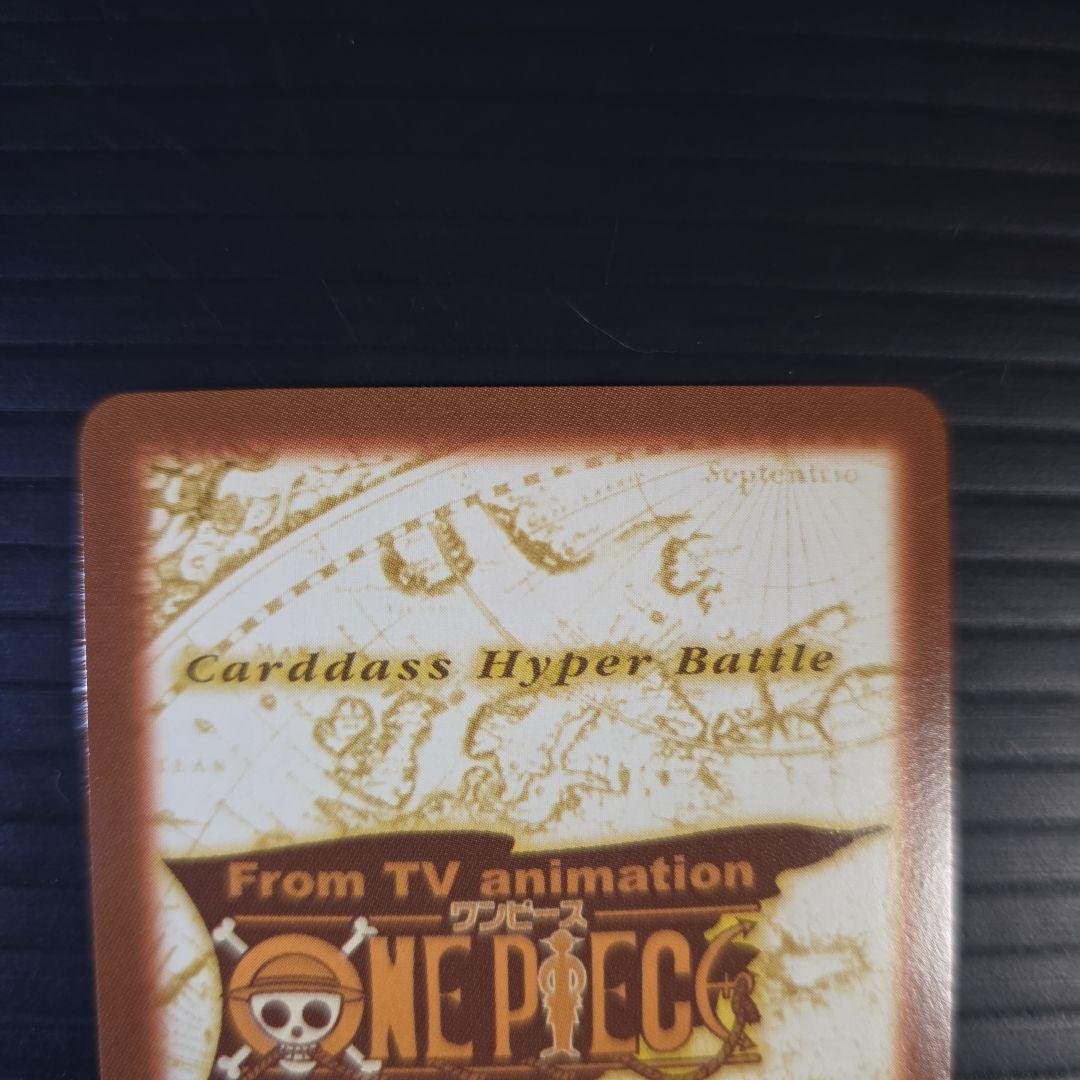 Septentrio
Carddass Hyper Battle
From TV animation
ワンピース
ONE PIECE